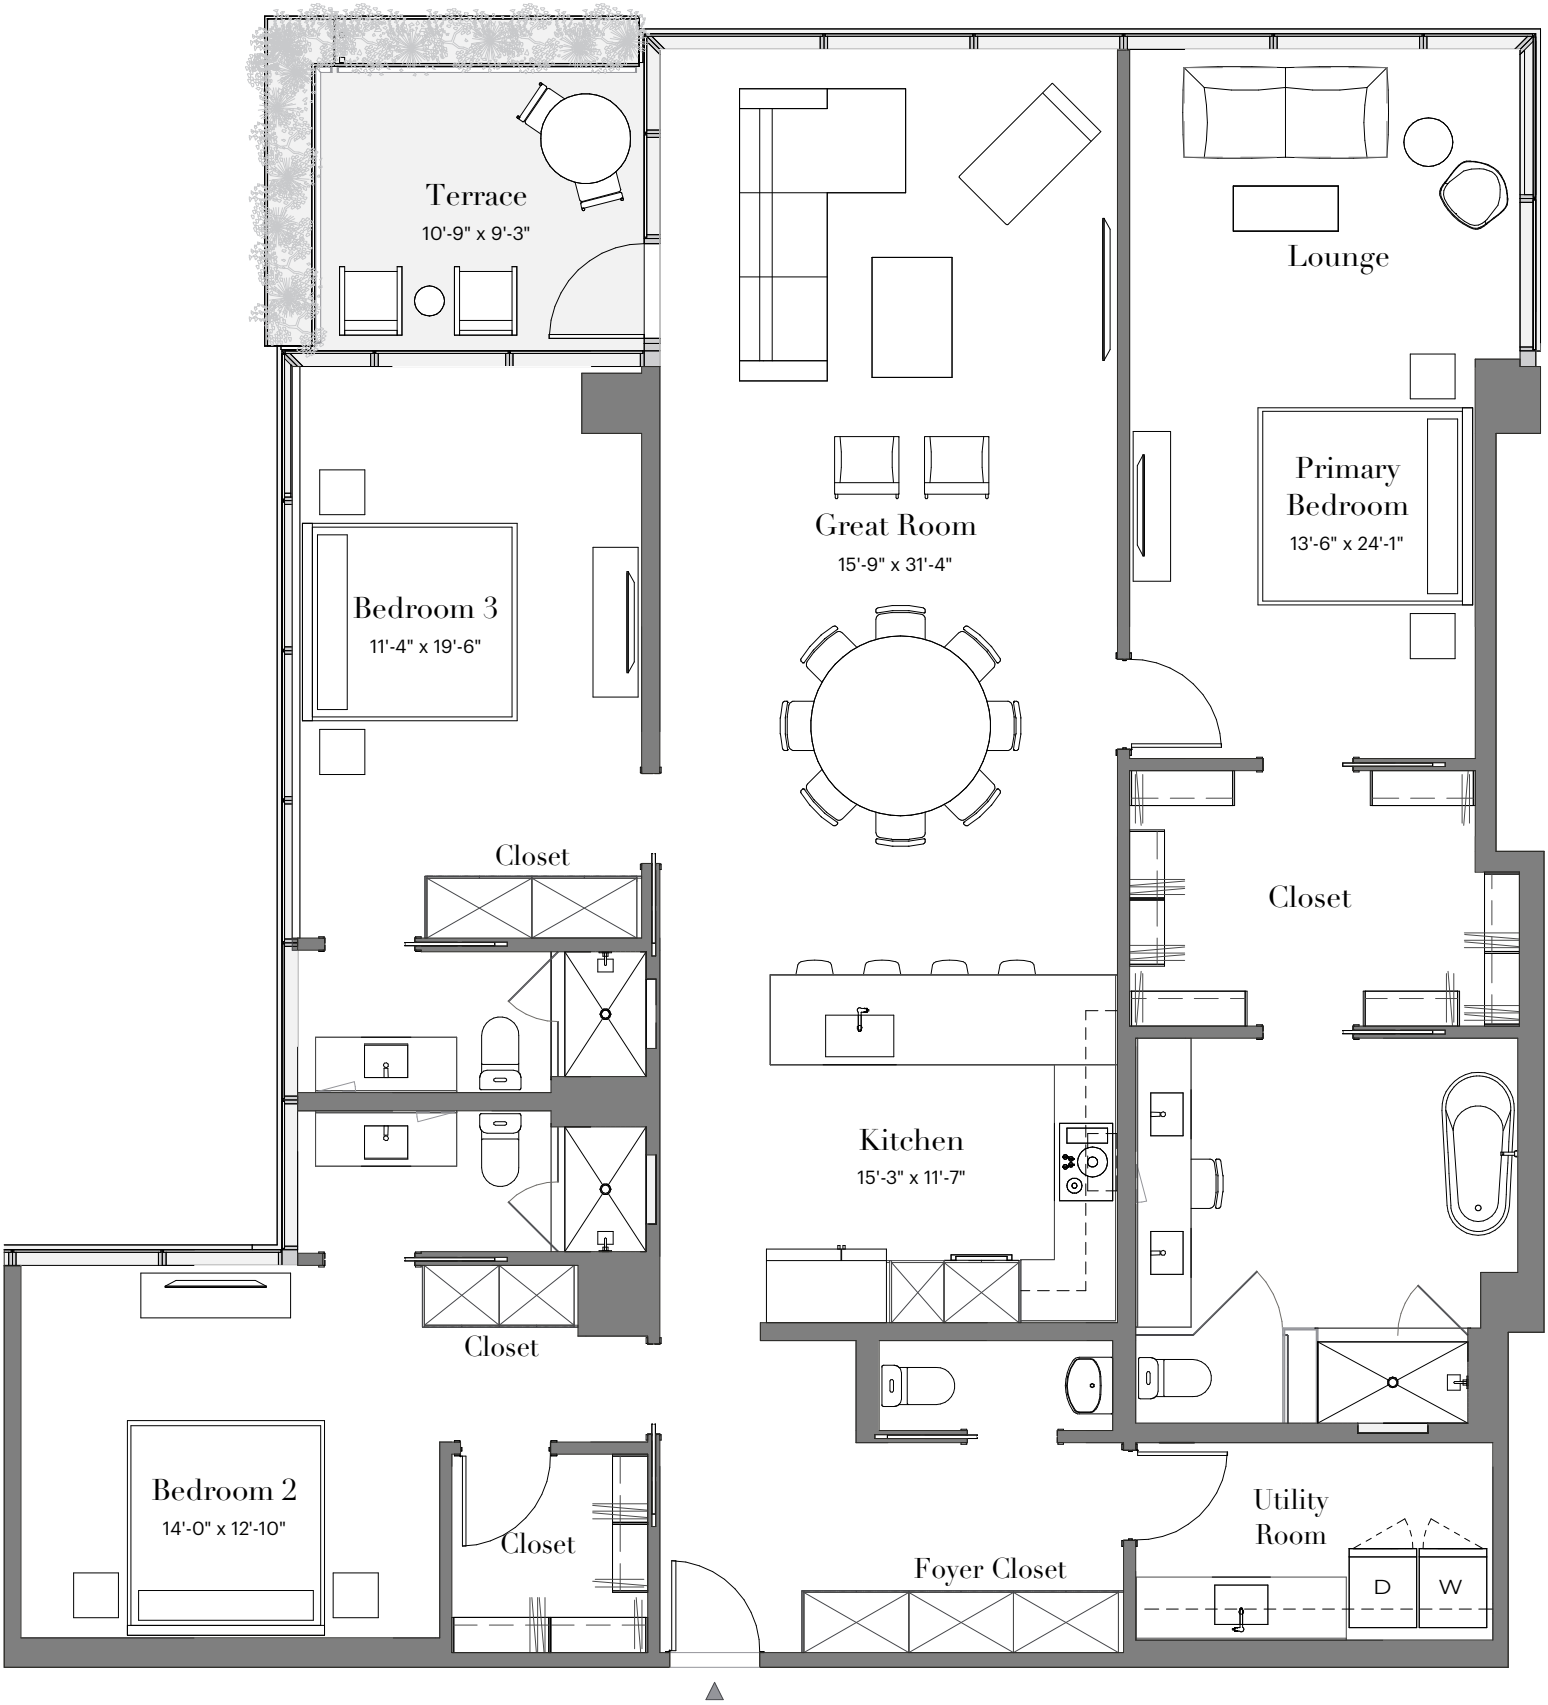 Terrace
10'-9" x 9'-3"
Lounge
Primary
Bedroom
13'-6" x 24'-1"
Great Room
15'-9" x 31'-4"
Bedroom 3
11'-4" x 19'-6"
Closet
Closet
Kitchen
15'-3" x 11'-7"
Closet
Bedroom 2
14'-0" x 12'-10"
Closet
Utility
Room
Foyer Closet
D
W